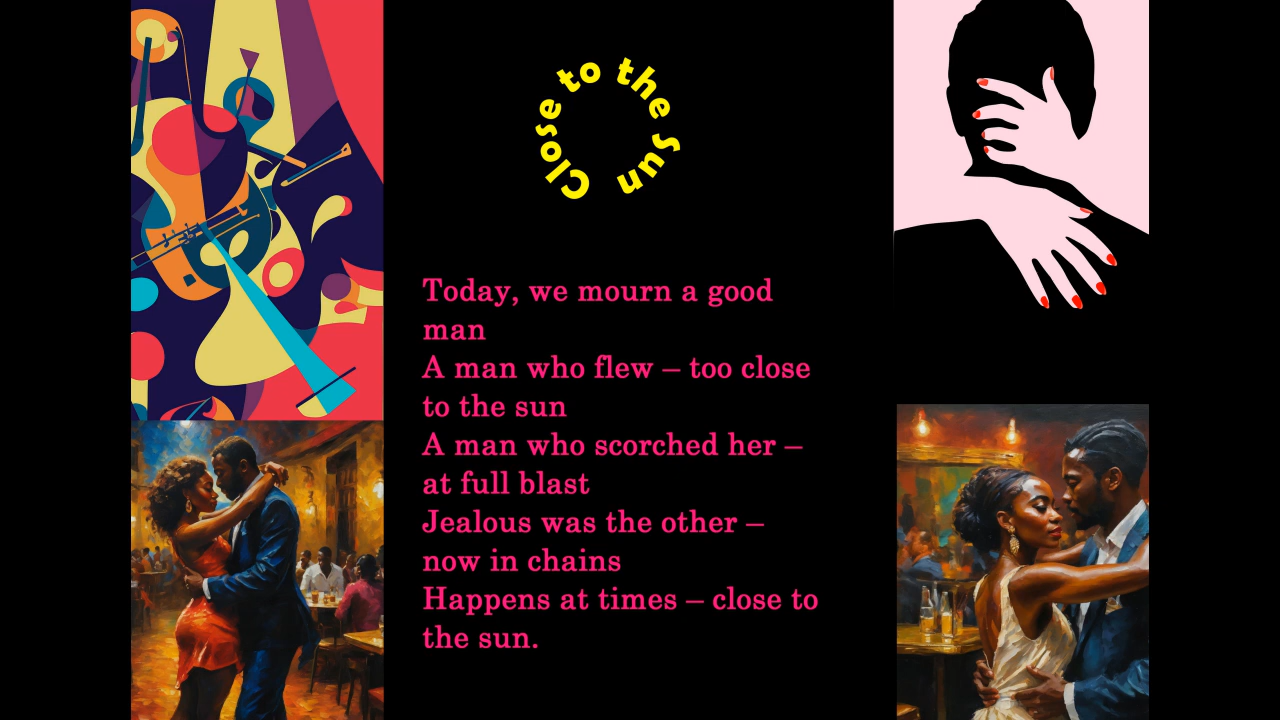 Close to the Sun
Today, we mourn a good
man
A man who flew – too close
to the sun
A man who scorched her –
at full blast
Jealous was the other –
now in chains
Happens at times – close to
the sun.